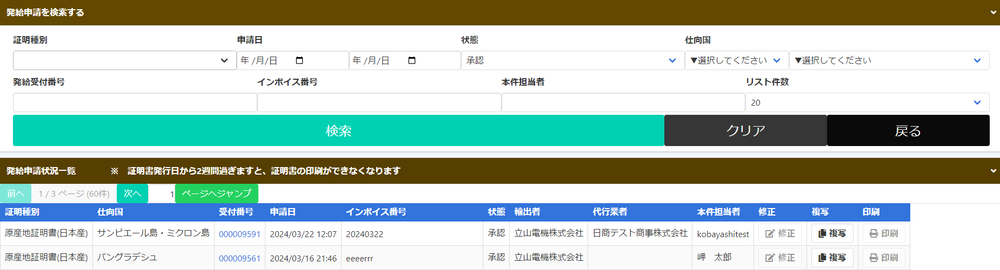 発給申請を検索する
証明種別 申請日 状態 仕向国
年 /月/日 年 /月/日 承認 ▼選択してください ▼選択してください
発給受付番号 インボイス番号 本件担当者 リスト件数
20
検索 クリア 戻る
発給申請状況一覧 ※ 証明書発行日から2週間過ぎますと、証明書の印刷ができなくなります
前へ 1 / 3 ページ (60件) 次へ 1 ページへジャンプ
証明種別 仕向国 受付番号 申請日 インボイス番号 状態 輸出者 代行業者 本件担当者 修正 複写 印刷
原産地証明書(日本産) サンピエール島・ミクロン島 000009591 2024/03/22 12:07 20240322 承認 立山電機株式会社 日商テスト商事株式会社 kobayashitest 修正 複写 印刷
原産地証明書(日本産) バングラデシュ 000009561 2024/03/16 21:46 eeeerrr 承認 立山電機株式会社 岬 太郎 修正 複写 印刷